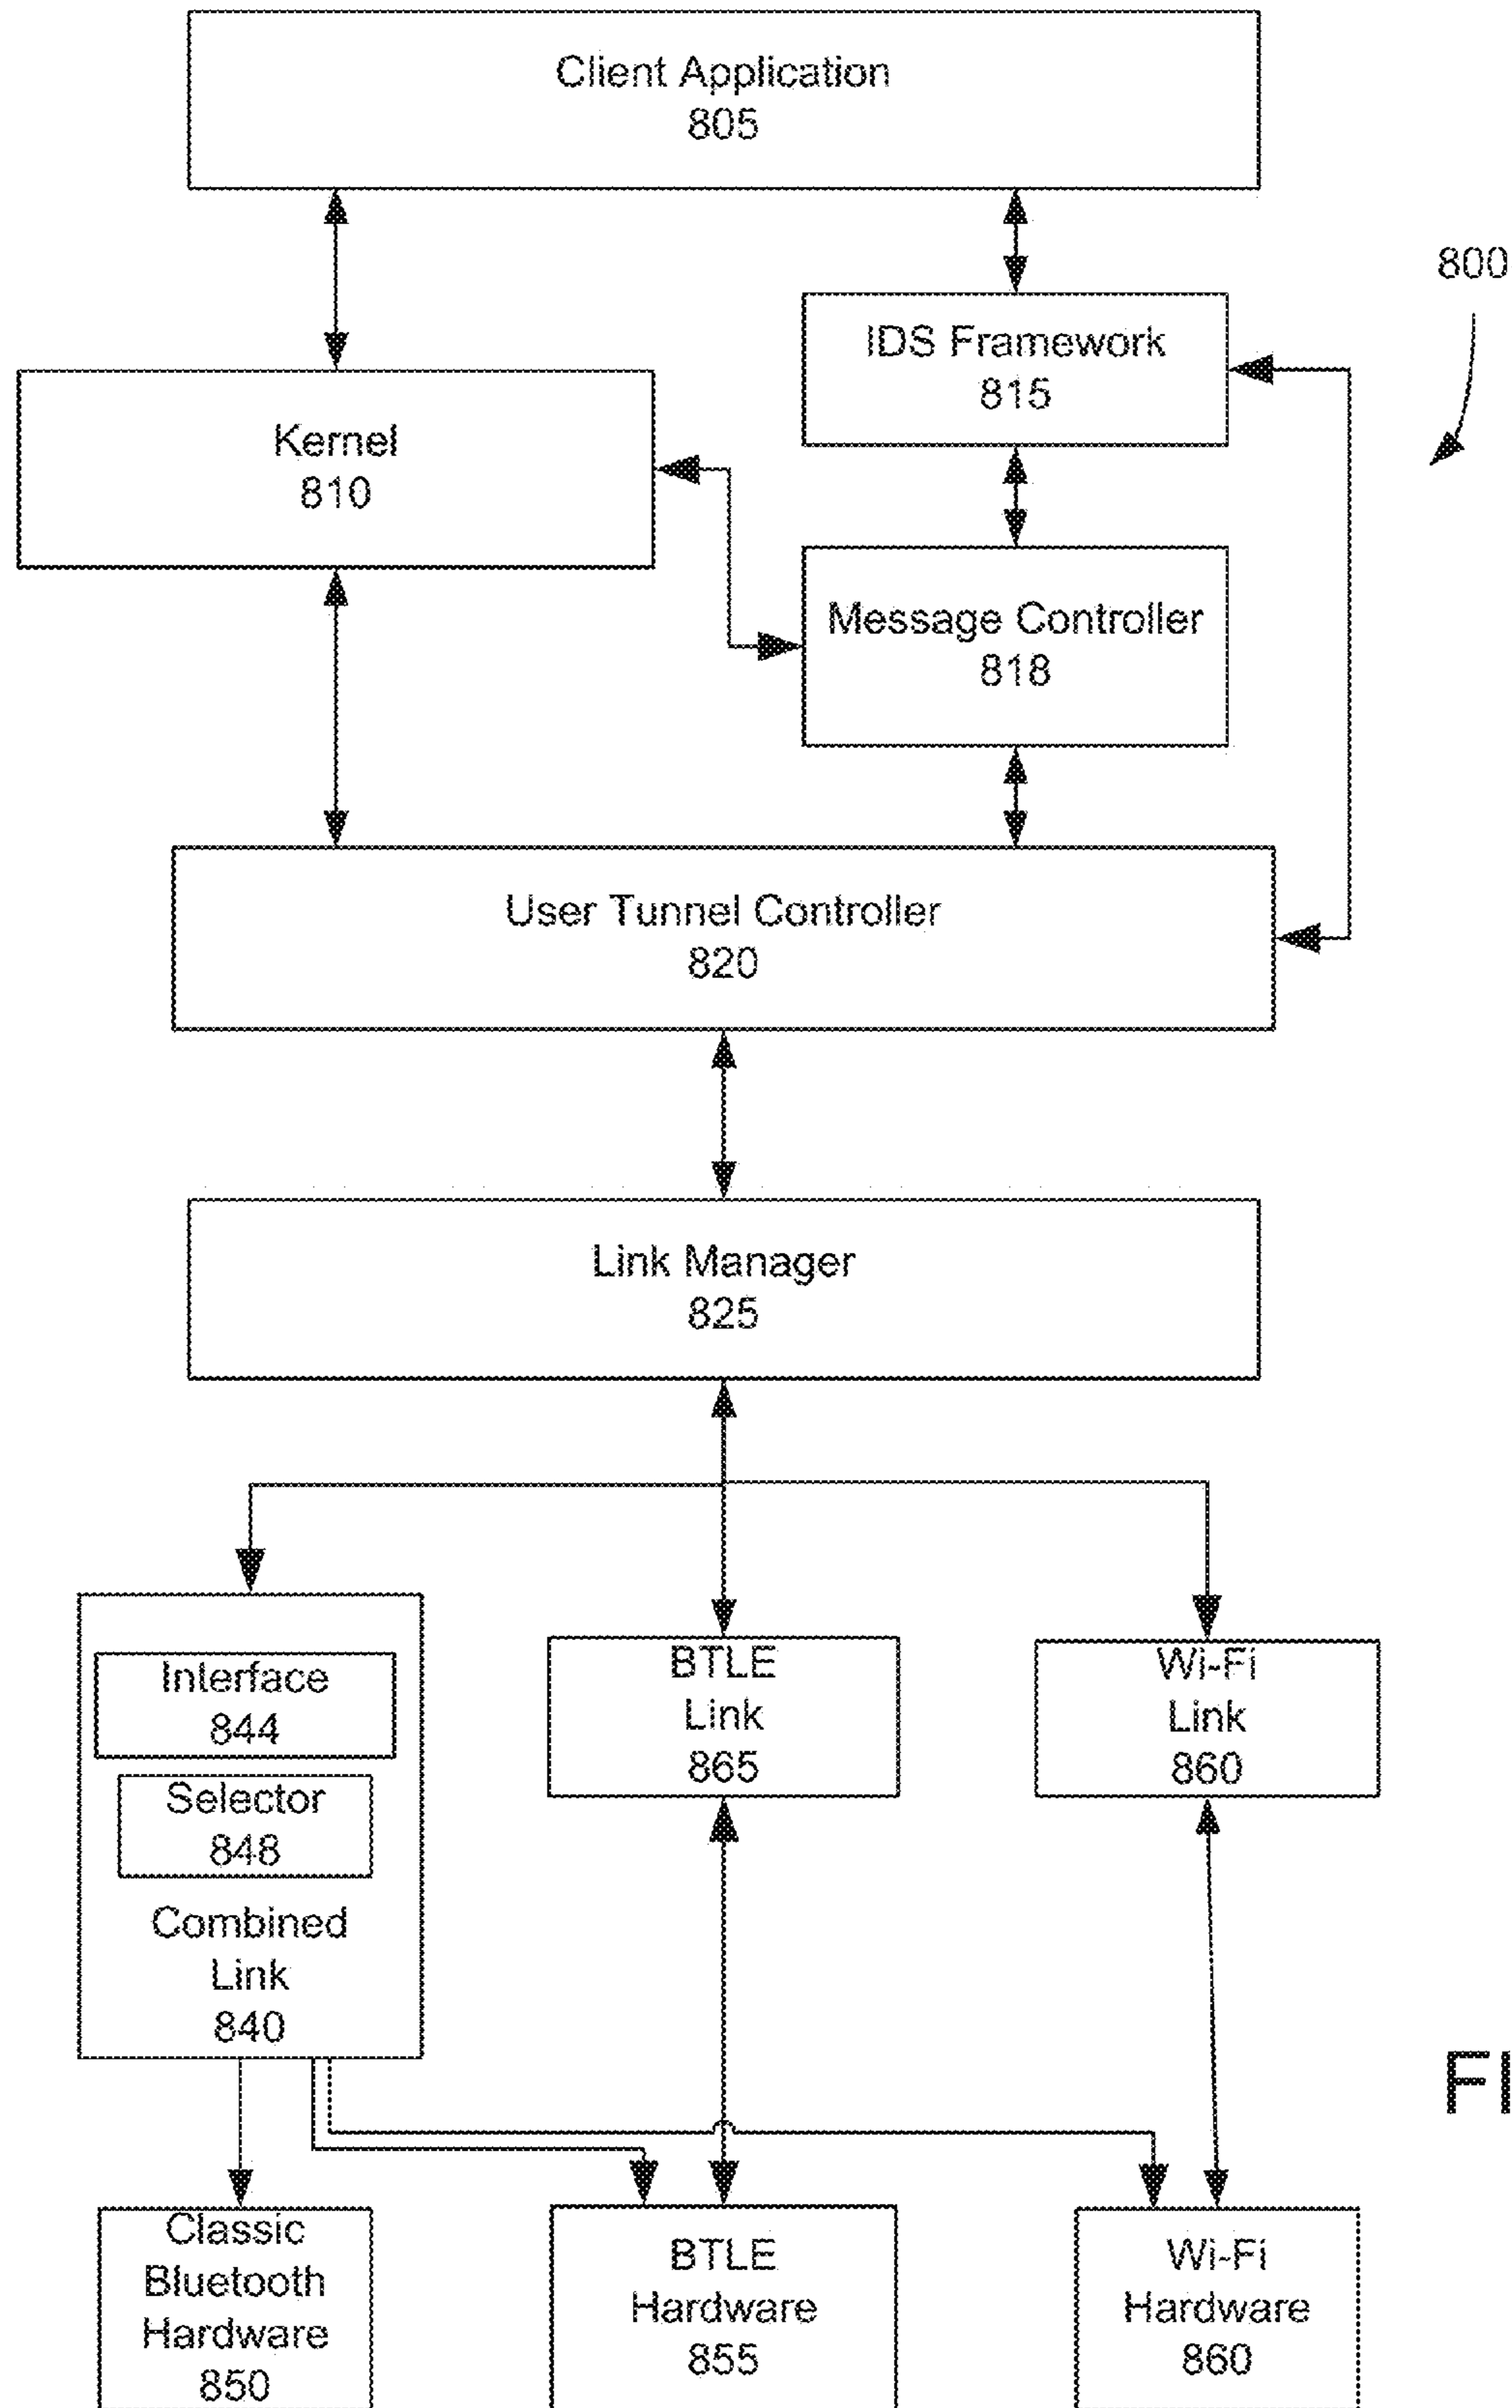 Client Application
805
800
IDS Framework
815
Kernel
810
Message Controller
818
User Tunnel Controller
820
Link Manager
825
Interface
844
Selector
848
Combined
Link
840
BTLE
Link
865
Wi-Fi
Link
860
FI
Classic
Bluetooth
Hardware
850
BTLE
Hardware
855
Wi-Fi
Hardware
860